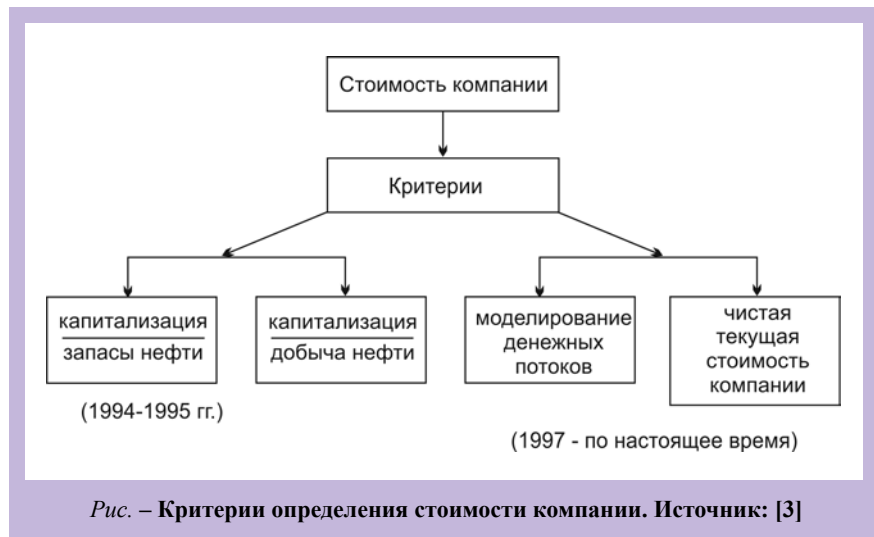 Стоимость компании
Критерии
капитализация
запасы нефти
капитализация
добыча нефти
моделирование
денежных
потоков
чистая
текущая
стоимость
компании
(1994-1995 гг.)
(1997 - по настоящее время)
Рис. – Критерии определения стоимости компании. Источник: [3]